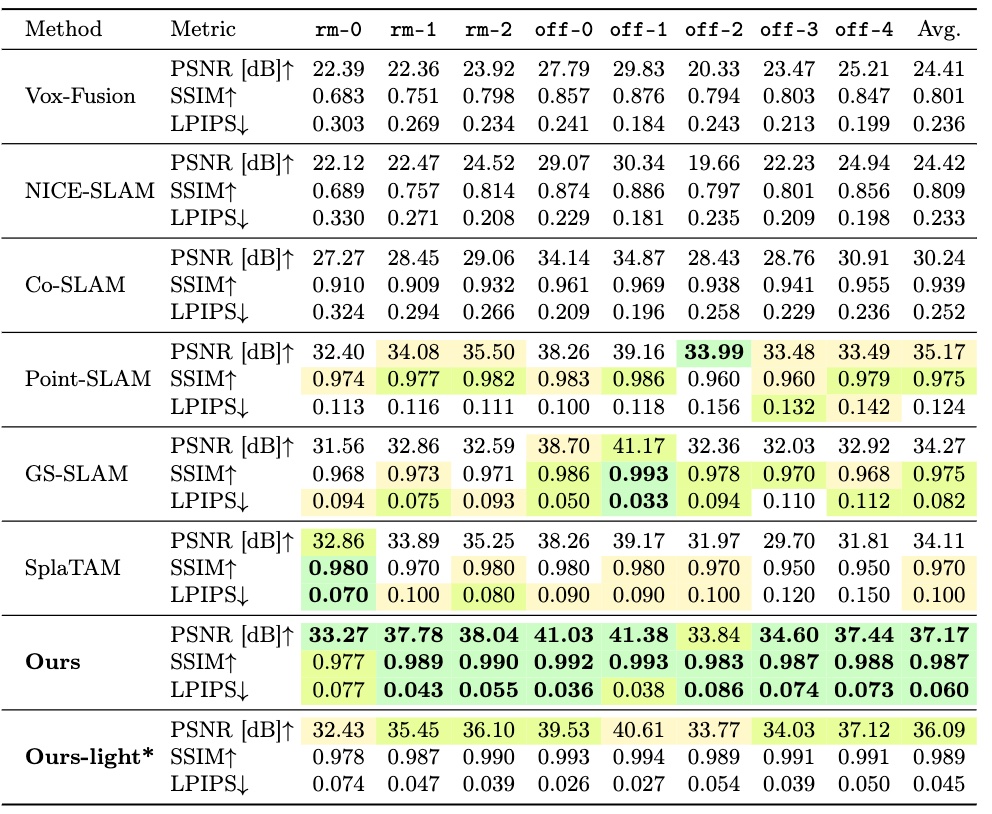 Method Metric rm-0 rm-1 rm-2 off-0 off-1 off-2 off-3 off-4 Avg.
PSNR [dB]↑ 22.39 22.36 23.92 27.79 29.83 20.33 23.47 25.21 24.41
Vox-Fusion SSIM↑ 0.683 0.751 0.798 0.857 0.876 0.794 0.803 0.847 0.801
LPIPS↓ 0.303 0.269 0.234 0.241 0.184 0.243 0.213 0.199 0.236
PSNR [dB]↑ 22.12 22.47 24.52 29.07 30.34 19.66 22.23 24.94 24.42
NICE-SLAM SSIM↑ 0.689 0.757 0.814 0.874 0.886 0.797 0.801 0.856 0.809
LPIPS↓ 0.330 0.271 0.208 0.229 0.181 0.235 0.209 0.198 0.233
PSNR [dB]↑ 27.27 28.45 29.06 34.14 34.87 28.43 28.76 30.91 30.24
Co-SLAM SSIM↑ 0.910 0.909 0.932 0.961 0.969 0.938 0.941 0.955 0.939
LPIPS↓ 0.324 0.294 0.266 0.209 0.196 0.258 0.229 0.236 0.252
PSNR [dB]↑ 32.40 34.08 35.50 38.26 39.16 33.99 33.48 33.49 35.17
Point-SLAM SSIM↑ 0.974 0.977 0.982 0.983 0.986 0.960 0.960 0.979 0.975
LPIPS↓ 0.113 0.116 0.111 0.100 0.118 0.156 0.132 0.142 0.124
PSNR [dB]↑ 31.56 32.86 32.59 38.70 41.17 32.36 32.03 32.92 34.27
GS-SLAM SSIM↑ 0.968 0.973 0.971 0.986 0.993 0.978 0.970 0.968 0.975
LPIPS↓ 0.094 0.075 0.093 0.050 0.033 0.094 0.110 0.112 0.082
PSNR [dB]↑ 32.86 33.89 35.25 38.26 39.17 31.97 29.70 31.81 34.11
SplaTAM SSIM↑ 0.980 0.970 0.980 0.980 0.980 0.970 0.950 0.950 0.970
LPIPS↓ 0.070 0.100 0.080 0.090 0.090 0.100 0.120 0.150 0.100
PSNR [dB]↑ 33.27 37.78 38.04 41.03 41.38 33.84 34.60 37.44 37.17
Ours SSIM↑ 0.977 0.989 0.990 0.992 0.993 0.983 0.987 0.988 0.987
LPIPS↓ 0.077 0.043 0.055 0.036 0.038 0.086 0.074 0.073 0.060
PSNR [dB]↑ 32.43 35.45 36.10 39.53 40.61 33.77 34.03 37.12 36.09
Ours-light* SSIM↑ 0.978 0.987 0.990 0.993 0.994 0.989 0.991 0.991 0.989
LPIPS↓ 0.074 0.047 0.039 0.026 0.027 0.054 0.039 0.050 0.045